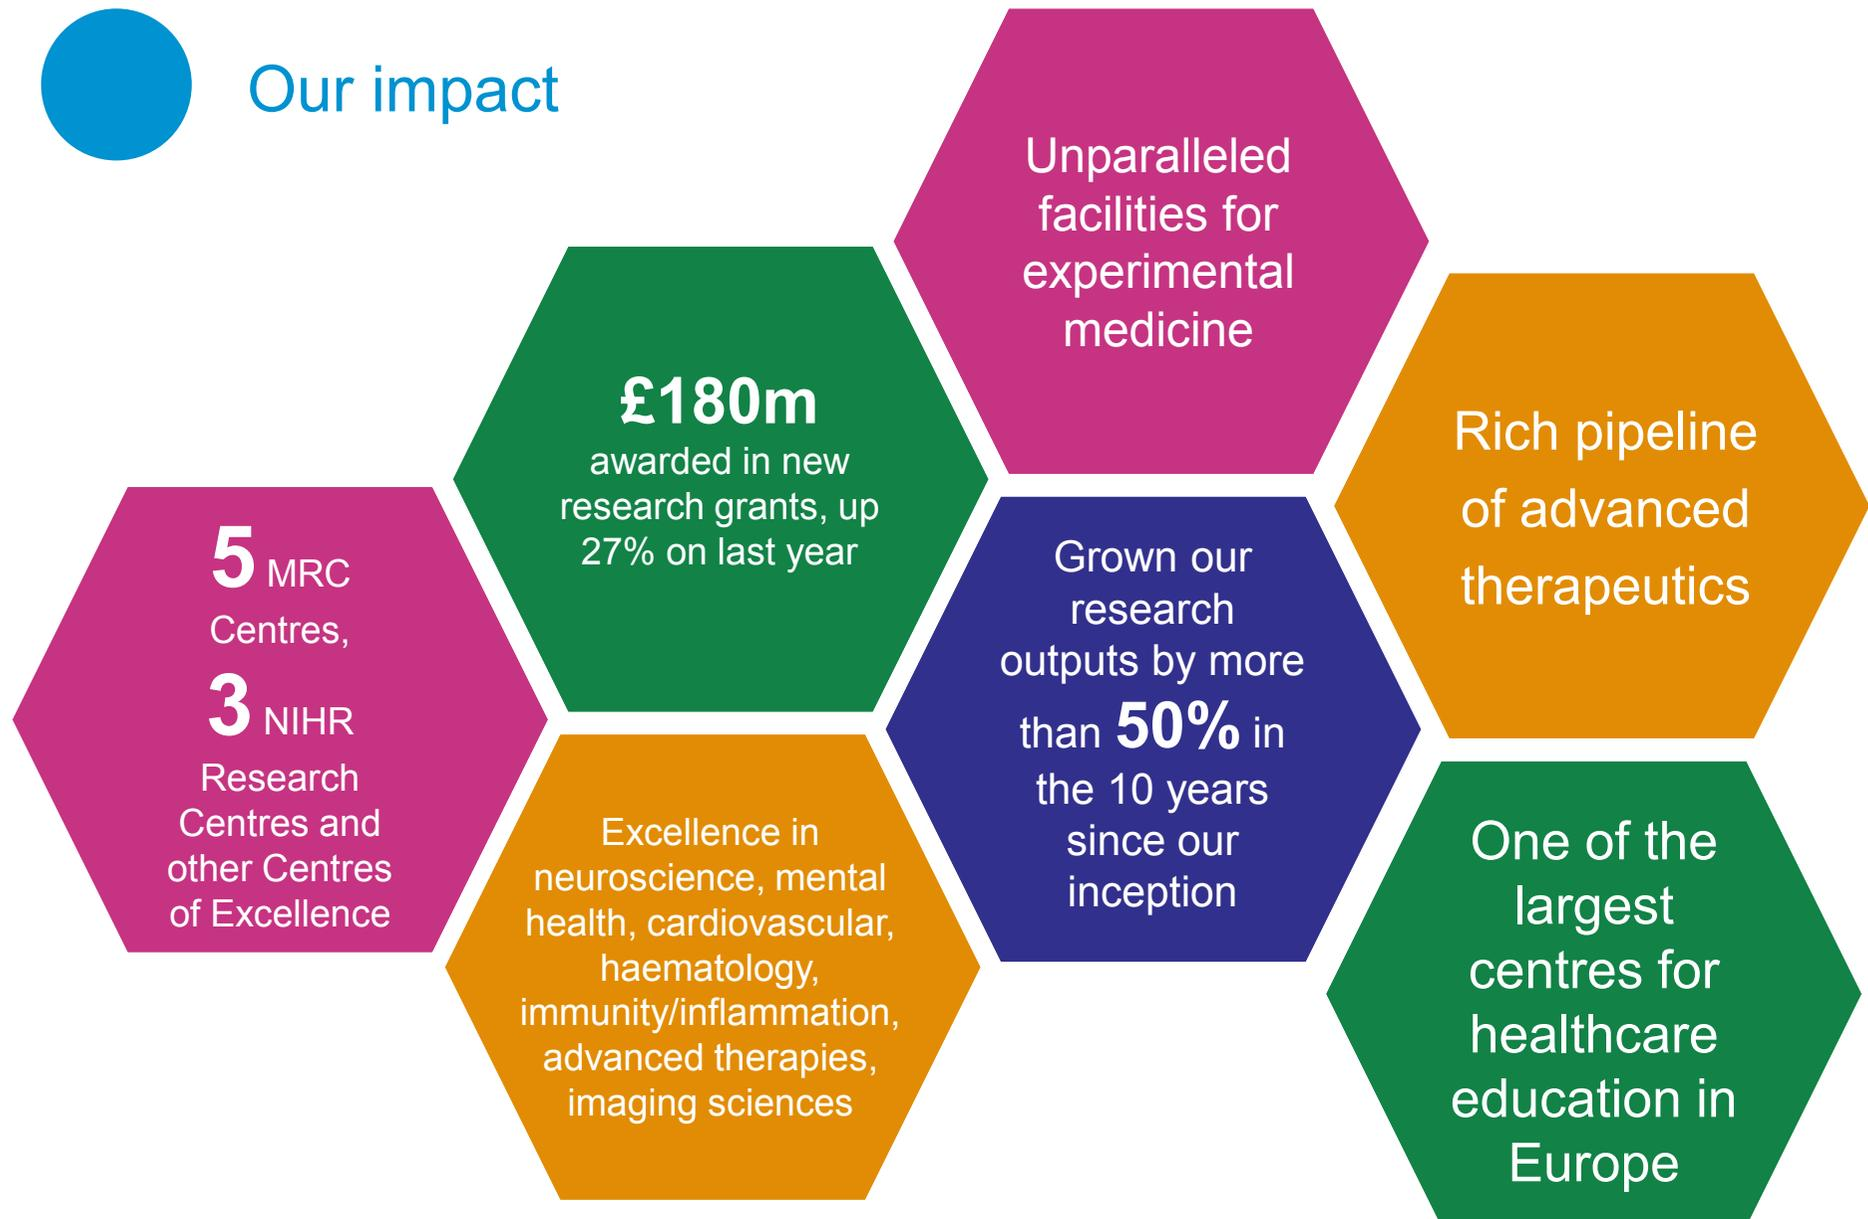 Our impact
Unparalleled
facilities for
experimental
medicine
£180m
awarded in new
research grants, up
27% on last year
Rich pipeline
of advanced
therapeutics
5 MRC
Centres,
3 NIHR
Research
Centres and
other Centres
of Excellence
Grown our
research
outputs by more
than 50% in
the 10 years
since our
inception
Excellence in
neuroscience, mental
health, cardiovascular,
haematology,
immunity/inflammation,
advanced therapies,
imaging sciences
One of the
largest
centres for
healthcare
education in
Europe